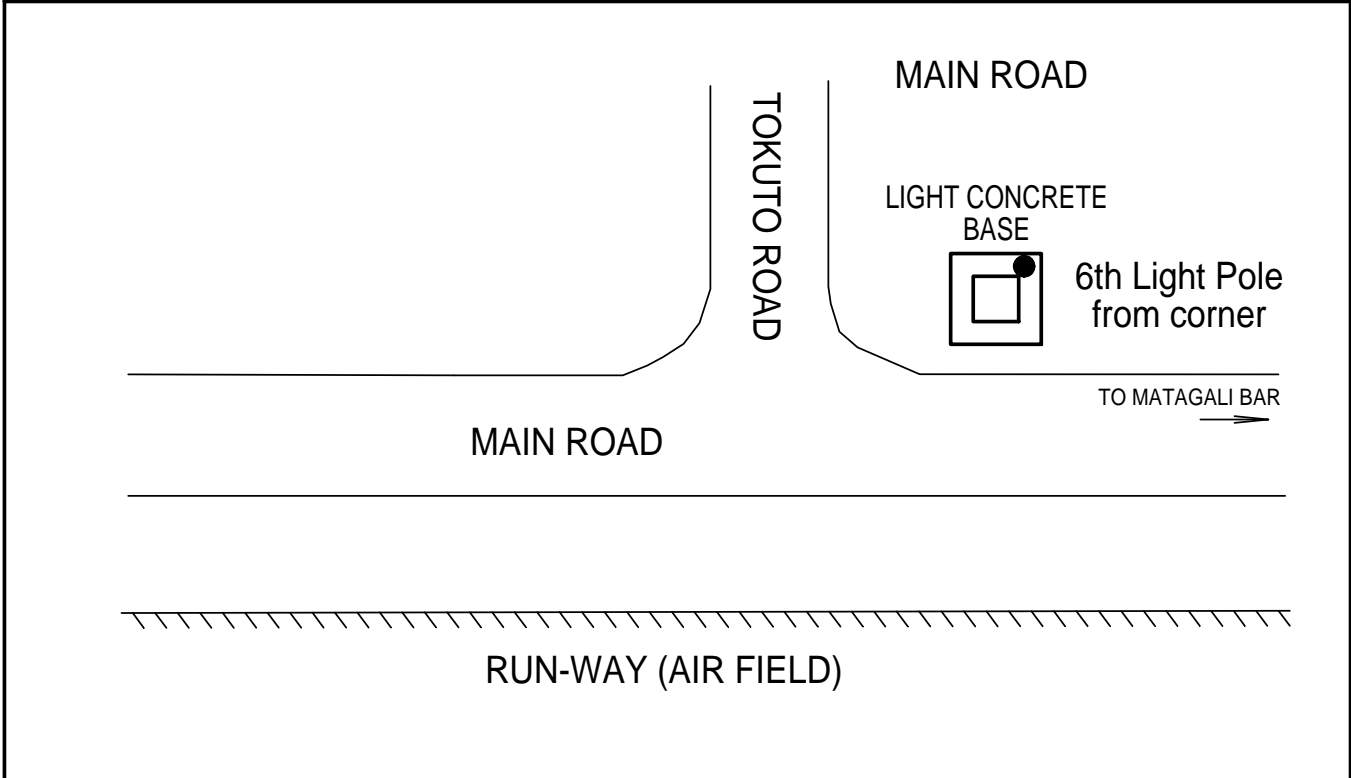 MAIN ROAD
TOKUTO ROAD
LIGHT CONCRETE
BASE
6th Light Pole
from corner
TO MATAGALI BAR
MAIN ROAD
RUN-WAY (AIR FIELD)